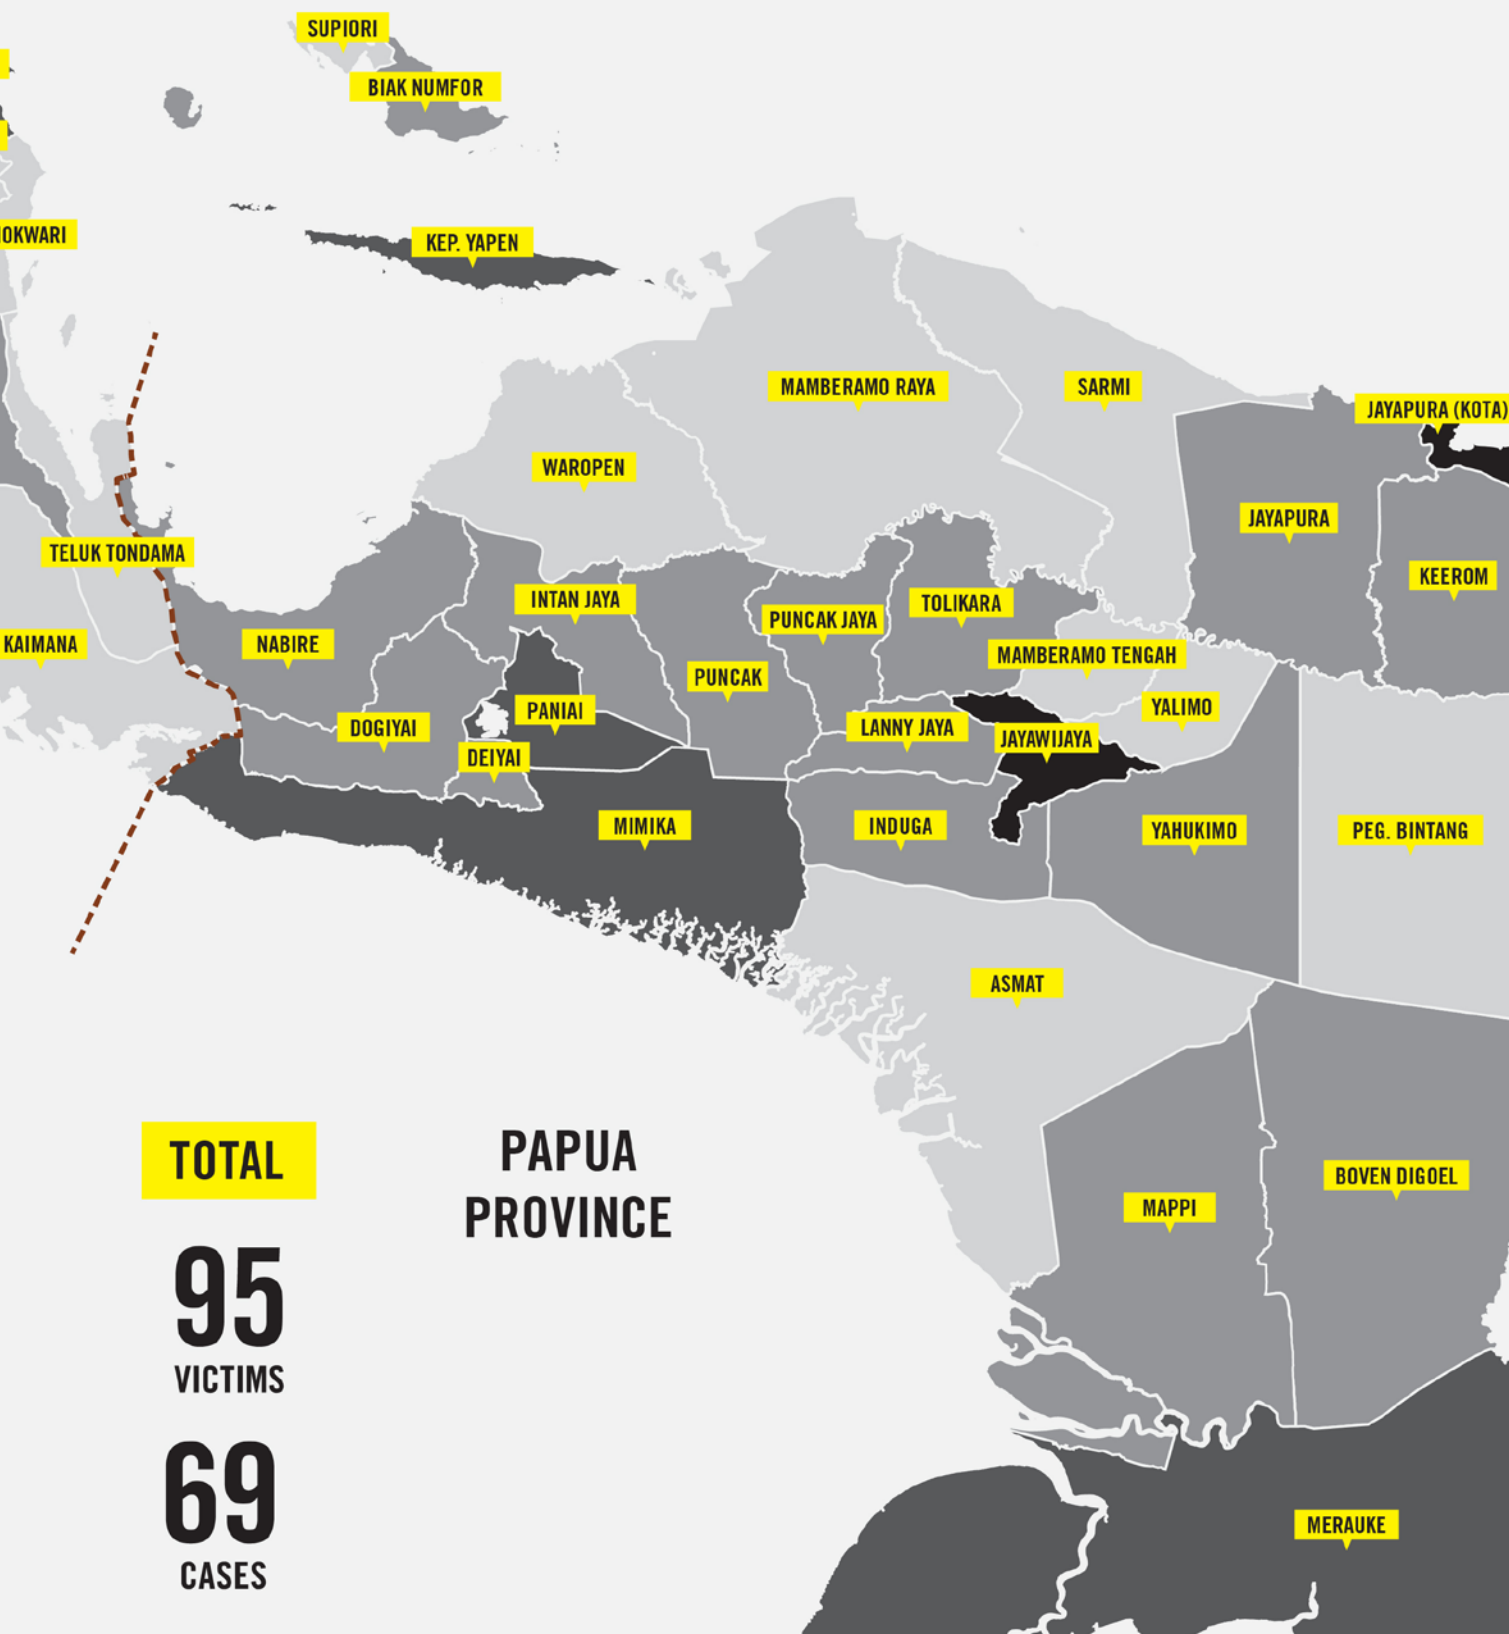 SUPIORI
BIAK NUMFOR
OKWARI
KEP. YAPEN
MAMBERAMO RAYA
SARMI
JAYAPURA (KOTA)
WAROPEN
JAYAPURA
TELUK TONDAMA
KEEROM
INTAN JAYA
TOLIKARA
PUNCAK JAYA
KAIMANA
NABIRE
MAMBERAMO TENGAH
PUNCAK
YALIMO
PANIAI
DOGIYAI
LANNY JAYA
JAYAWIJAYA
DEIYAI
MIMIKA
INDUGA
YAHUKIMO
PEG. BINTANG
ASMAT
TOTAL
PAPUA
PROVINCE
BOVEN DIGOEL
MAPPI
95
VICTIMS
69
CASES
MERAUKE